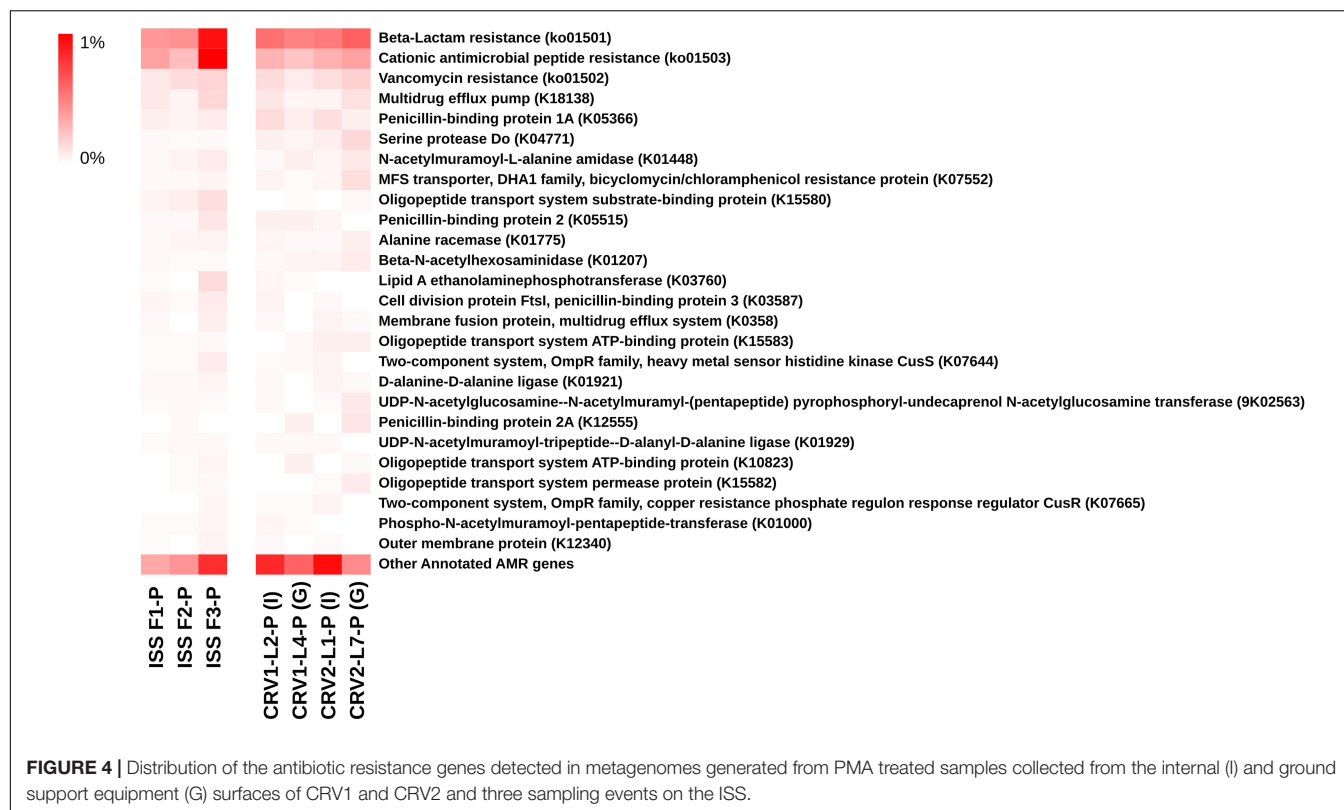 1%
0%
Beta-Lactam resistance (ko01501)
Cationic antimicrobial peptide resistance (ko01503)
Vancomycin resistance (ko01502)
Multidrug efflux pump (K18138)
Penicillin-binding protein 1A (K05366)
Serine protease Do (K04771)
N-acetylmuramoyl-L-alanine amidase (K01448)
MFS transporter, DHA1 family, bicyclomycin/chloramphenicol resistance protein (K07552)
Oligopeptide transport system substrate-binding protein (K15580)
Penicillin-binding protein 2 (K05515)
Alanine racemase (K01775)
Beta-N-acetylhexosaminidase (K01207)
Lipid A ethanolaminephosphotransferase (K03760)
Cell division protein FtsI, penicillin-binding protein 3 (K03587)
Membrane fusion protein, multidrug efflux system (K0358)
Oligopeptide transport system ATP-binding protein (K15583)
Two-component system, OmpR family, heavy metal sensor histidine kinase CusS (K07644)
D-alanine-D-alanine ligase (K01921)
UDP-N-acetylglucosamine--N-acetylmuramyl-(pentapeptide) pyrophosphoryl-undecaprenol N-acetylglucosamine transferase (9K02563)
Penicillin-binding protein 2A (K12555)
UDP-N-acetylmuramoyl-tripeptide--D-alanyl-D-alanine ligase (K01929)
Oligopeptide transport system ATP-binding protein (K10823)
Oligopeptide transport system permease protein (K15582)
Two-component system, OmpR family, copper resistance phosphate regulon response regulator CusR (K07665)
Phospho-N-acetylmuramoyl-pentapeptide-transferase (K01000)
Outer membrane protein (K12340)
Other Annotated AMR genes
ISS F1-P
ISS F2-P
ISS F3-P
CRV1-L2-P (I)
CRV1-L4-P (G)
CRV2-L1-P (I)
CRV2-L7-P (G)
FIGURE 4 | Distribution of the antibiotic resistance genes detected in metagenomes generated from PMA treated samples collected from the internal (I) and ground
support equipment (G) surfaces of CRV1 and CRV2 and three sampling events on the ISS.